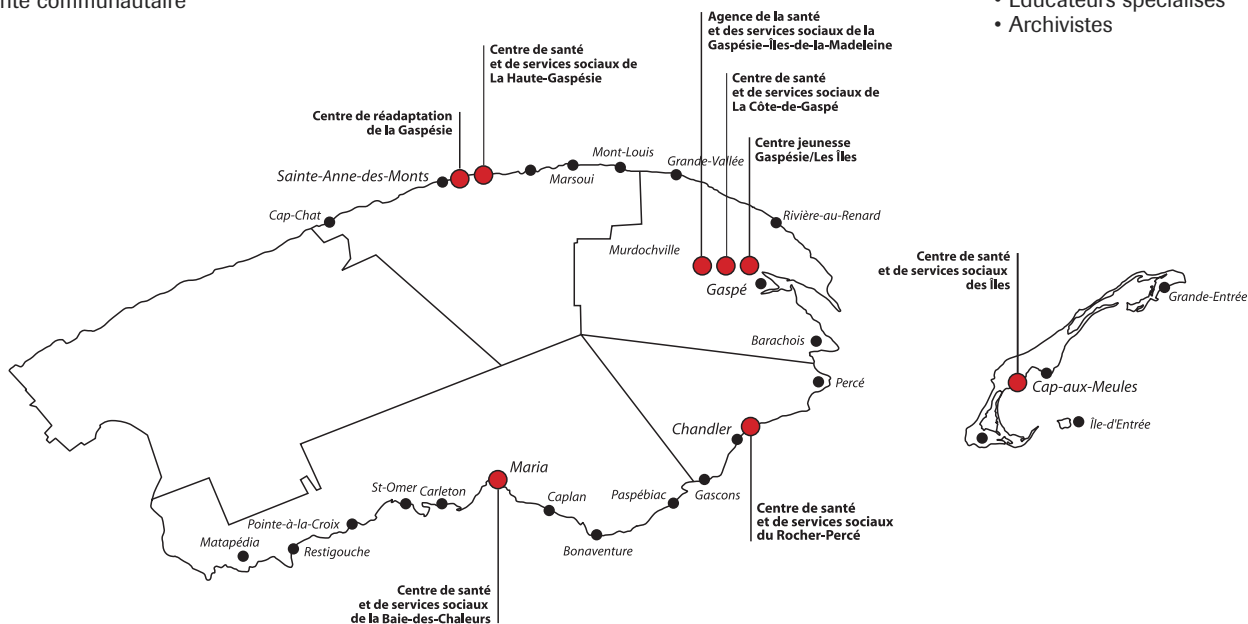 nté communautaire
• Éducateurs spécialisés
• Archivistes
Agence de la santé
et des services sociaux de la
Gaspésie–Îles-de-la-Madeleine
Centre de santé
et de services sociaux de
La Haute-Gaspésie
Centre de santé
et de services sociaux de
La Côte-de-Gaspé
Centre de réadaptation
de la Gaspésie
Centre jeunesse
Gaspésie/Les Îles
Mont-Louis
Grande-Vallée
Sainte-Anne-des-Monts
Marsoui
Cap-Chat
Rivière-au-Renard
Murdochville
Gaspé
Centre de santé
et de services sociaux
des Îles
Grande-Entrée
Barachois
Percé
Cap-aux-Meules
Île-d'Entrée
Chandler
Maria
St-Omer
Carleton
Caplan
Paspébiac
Gascons
Pointe-à-la-Croix
Matapédia
Restigouche
Bonaventure
Centre de santé
et de services sociaux
du Rocher-Percé
Centre de santé
et de services sociaux
de la Baie-des-Chaleurs